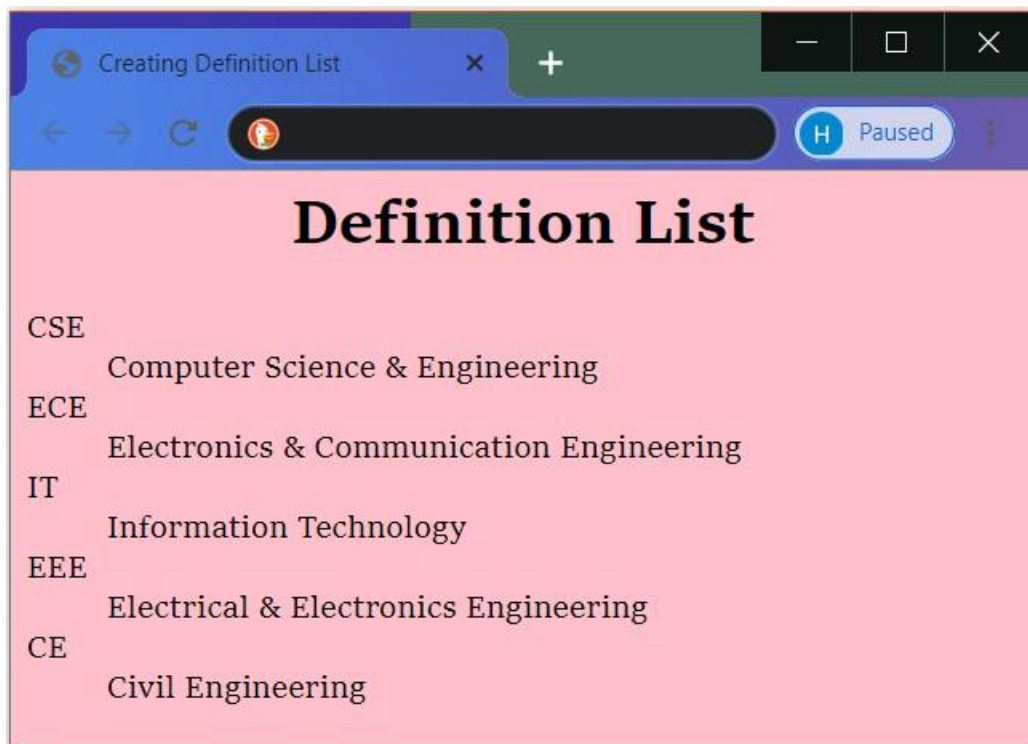 Creating Definition List
H Paused
Definition List
CSE
Computer Science & Engineering
ECE
Electronics & Communication Engineering
IT
Information Technology
EEE
Electrical & Electronics Engineering
CE
Civil Engineering